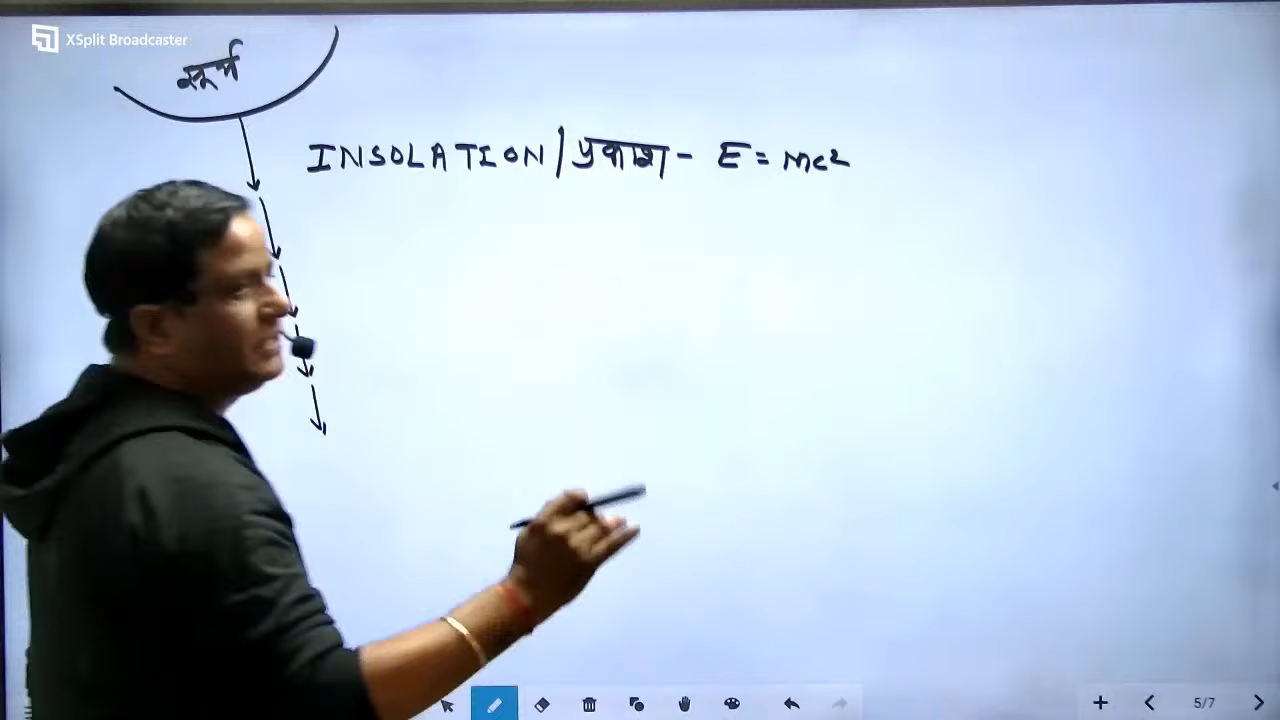 XSplit Broadcaster
सूर्य
INSOLATION/प्रकाश - E = mc²
5/7